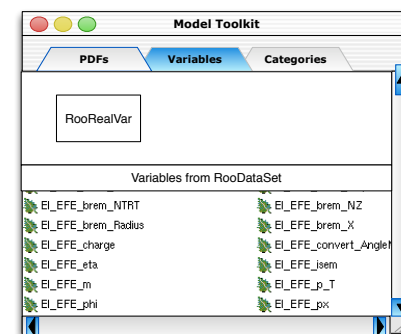 Model Toolkit
PDFs Variables Categories
RooRealVar
Variables from RooDataSet
El_EFE_brem_NTRT El_EFE_brem_NZ
El_EFE_brem_Radius El_EFE_brem_X
El_EFE_charge El_EFE_convert_Angle
El_EFE_eta El_EFE_isem
El_EFE_m El_EFE_p_T
El_EFE_phi El_EFE_px